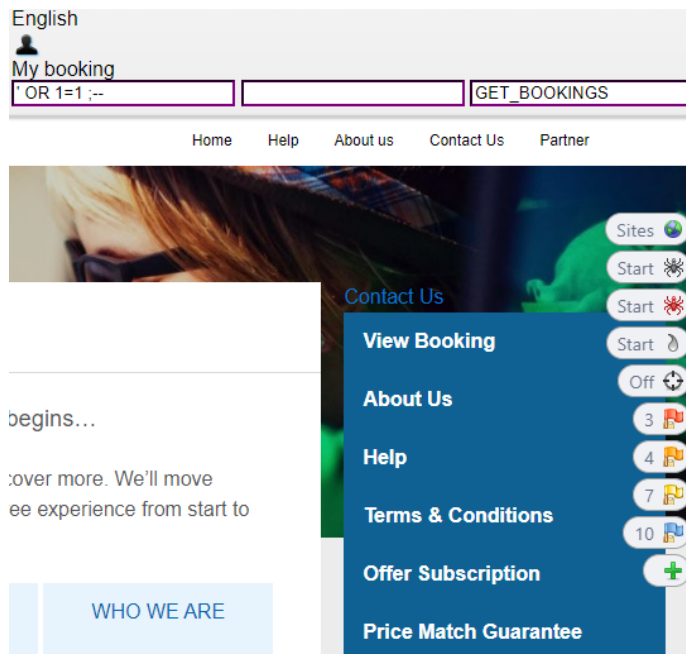 English
My booking
' OR 1=1 ;--
GET_BOOKINGS
Home Help About us Contact Us Partner
Sites
Start
Contact Us
Start
View Booking
Start
Off
About Us
begins…
3
Help
4
cover more. We’ll move
7
ee experience from start to
Terms & Conditions
10
Offer Subscription
WHO WE ARE
Price Match Guarantee